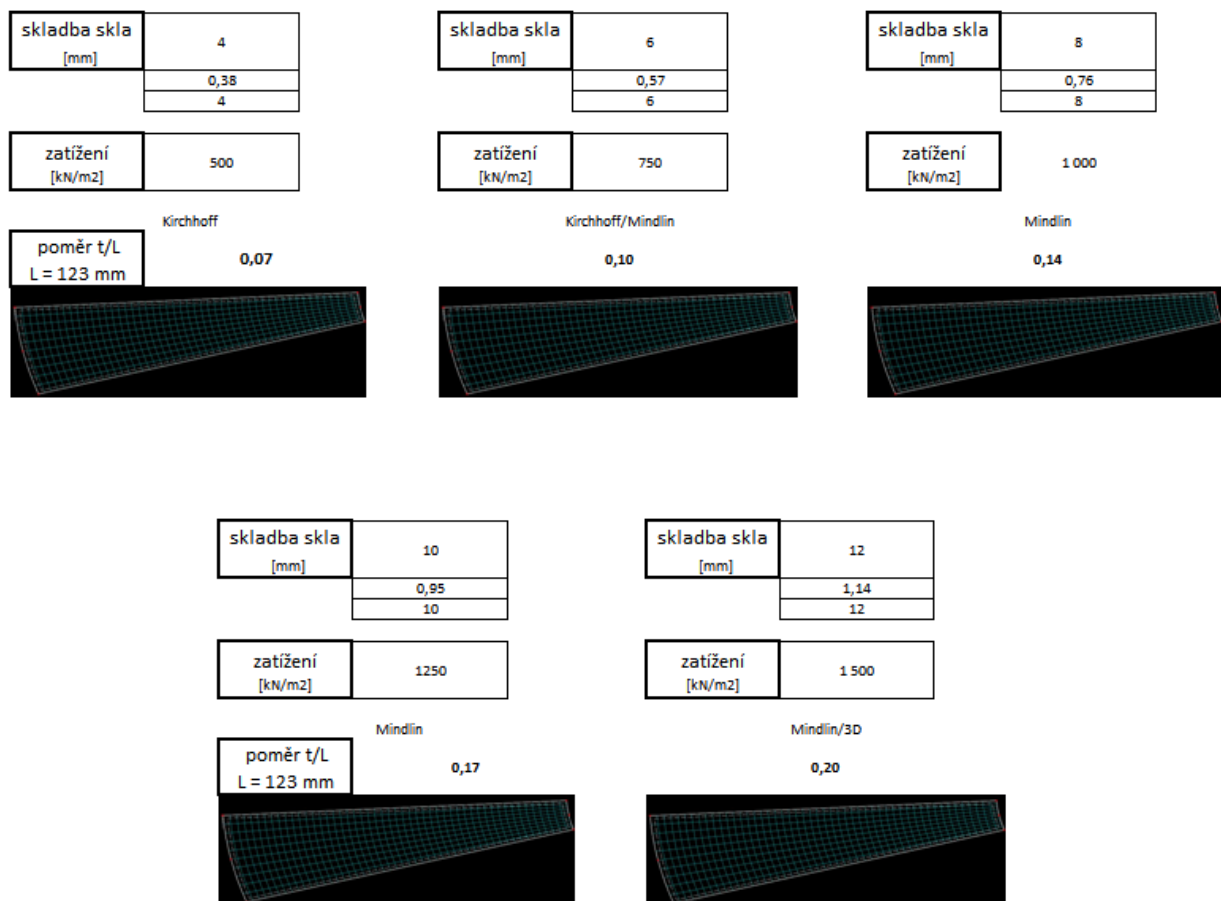 skladba skla
[mm]
4
0,38
4
zatížení
[kN/m2]
500
Kirchhoff
poměr t/L
L = 123 mm
0,07
skladba skla
[mm]
6
0,57
6
zatížení
[kN/m2]
750
Kirchhoff/Mindlin
0,10
skladba skla
[mm]
8
0,76
8
zatížení
[kN/m2]
1 000
Mindlin
0,14
skladba skla
[mm]
10
0,95
10
zatížení
[kN/m2]
1250
Mindlin
poměr t/L
L = 123 mm
0,17
skladba skla
[mm]
12
1,14
12
zatížení
[kN/m2]
1 500
Mindlin/3D
0,20